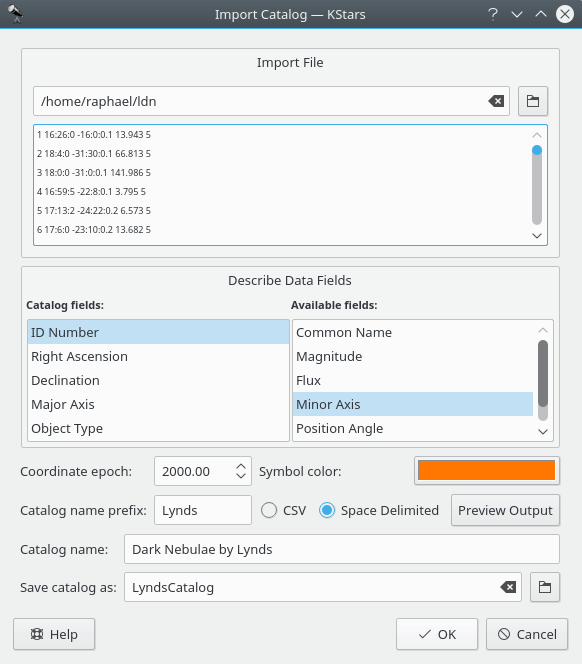 Import Catalog — KStars
Import File
/home/raphael/ldn
1 16:26:0 -16:0:0.1 13.943 5
2 18:4:0 -31:30:0.1 66.813 5
3 18:0:0 -31:0:0.1 141.986 5
4 16:59:5 -22:8:0.1 3.795 5
5 17:13:2 -24:22:0.2 6.573 5
6 17:6:0 -23:10:0.2 13.682 5
Describe Data Fields
Catalog fields: Available fields:
ID Number Common Name
Right Ascension Magnitude
Declination Flux
Major Axis Minor Axis
Object Type Position Angle
Coordinate epoch: 2000.00 Symbol color:
Catalog name prefix: Lynds CSV Space Delimited Preview Output
Catalog name: Dark Nebulae by Lynds
Save catalog as: LyndsCatalog
Help OK Cancel